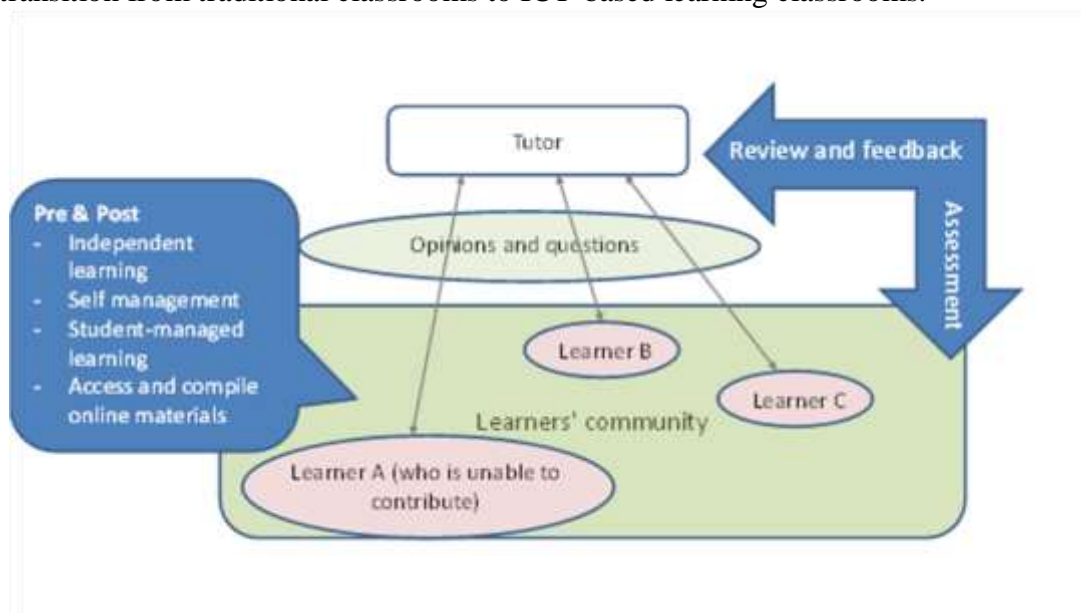 transition from traditional classrooms to ICT-based learning classrooms.
Tutor
Review and feedback
Assessment
Pre & Post
- Independent
learning
- Self management
- Student-managed
learning
- Access and compile
online materials
Opinions and questions
Learner B
Learner C
Learners' community
Learner A (who is unable to
contribute)